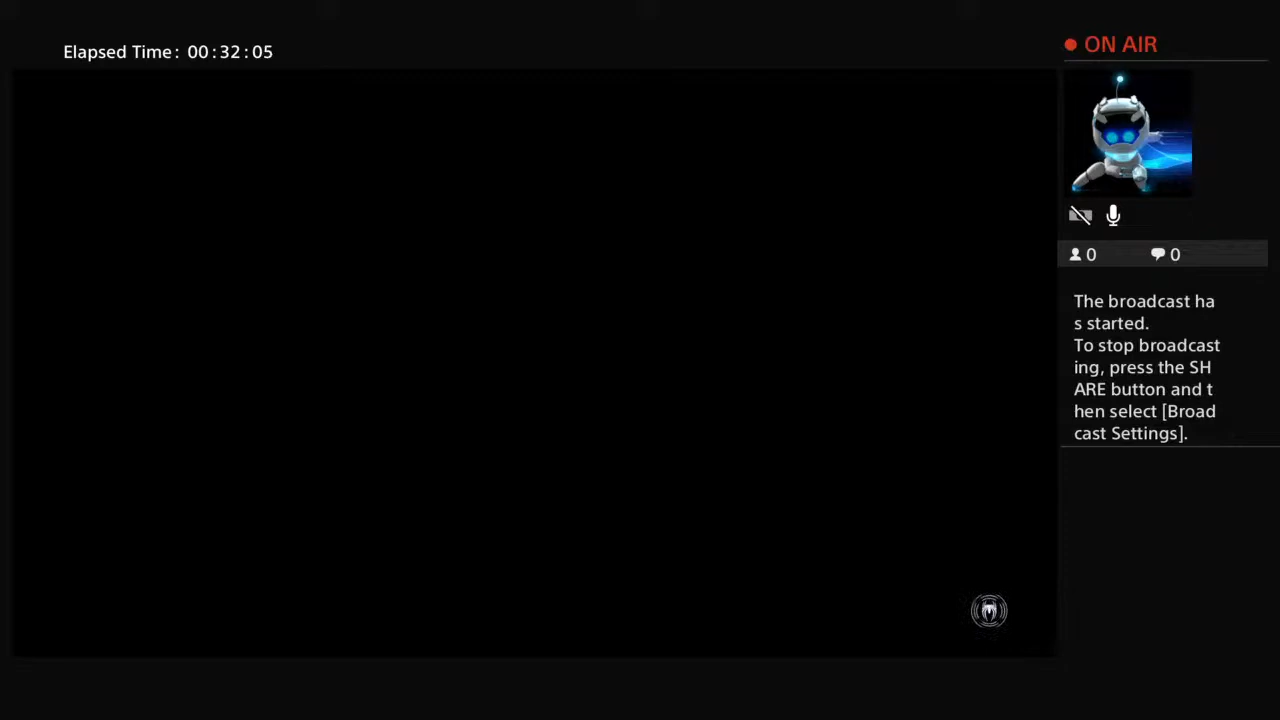 Elapsed Time: 00:32:05
ON AIR
0 0
The broadcast ha
s started.
To stop broadcast
ing, press the SH
ARE button and t
hen select [Broad
cast Settings].